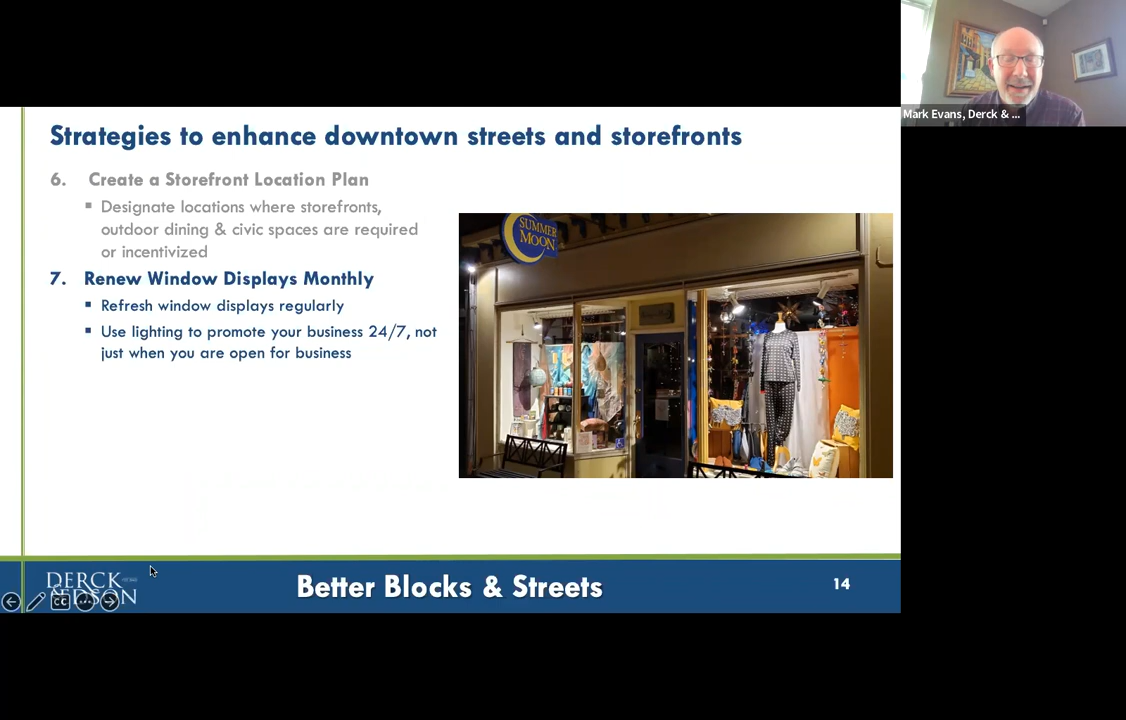 Mark Evans, Derck & ...
Strategies to enhance downtown streets and storefronts
6. Create a Storefront Location Plan
▪ Designate locations where storefronts,
outdoor dining & civic spaces are required
or incentivized
7. Renew Window Displays Monthly
▪ Refresh window displays regularly
▪ Use lighting to promote your business 24/7, not
just when you are open for business
SUMMER
MOON
DERCK
& EDSON
CC
Better Blocks & Streets
14